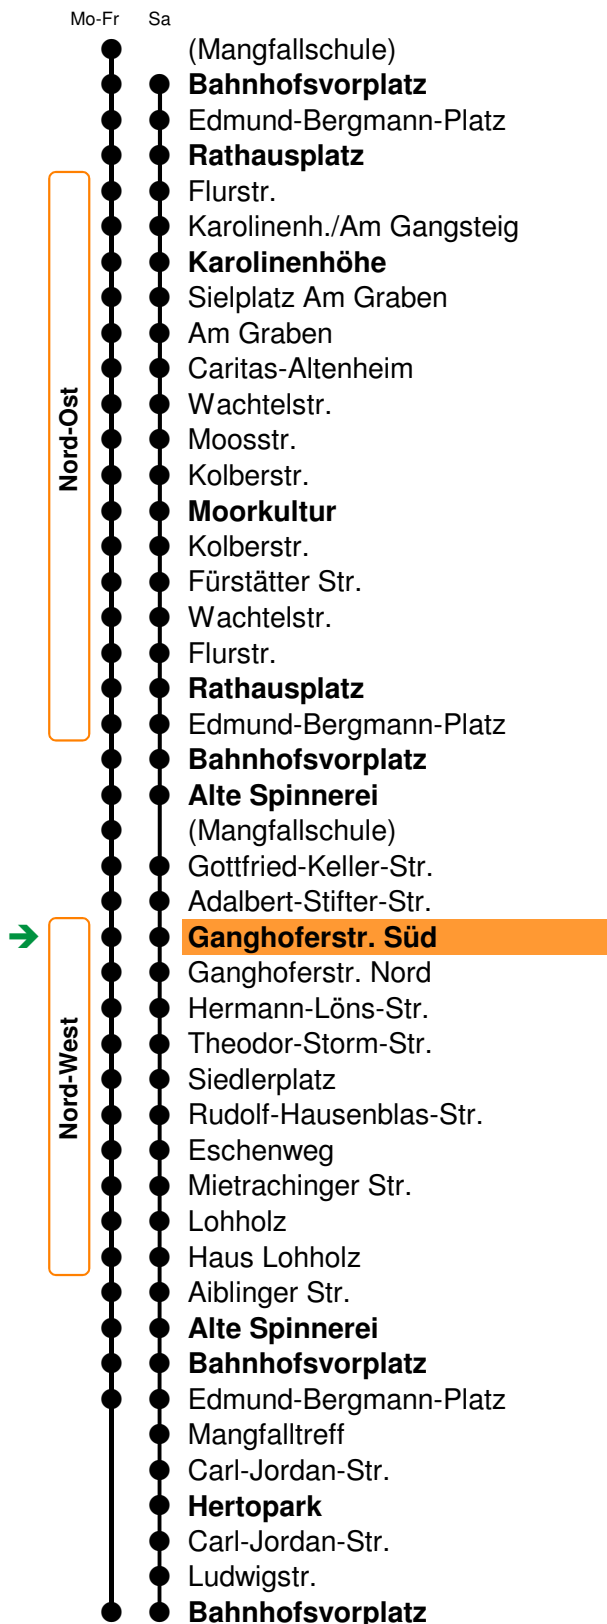 Mo-Fr Sa
(Mangfallschule)
Bahnhofsvorplatz
Edmund-Bergmann-Platz
Rathausplatz
Flurstr.
Karolinenh./Am Gangsteig
Karolinenhöhe
Sielplatz Am Graben
Am Graben
Caritas-Altenheim
Wachtelstr.
Nord-Ost
Moosstr.
Kolberstr.
Moorkultur
Kolberstr.
Fürstätter Str.
Wachtelstr.
Flurstr.
Rathausplatz
Edmund-Bergmann-Platz
Bahnhofsvorplatz
Alte Spinnerei
(Mangfallschule)
Gottfried-Keller-Str.
Adalbert-Stifter-Str.
Ganghoferstr. Süd
Ganghoferstr. Nord
Hermann-Löns-Str.
Theodor-Storm-Str.
Nord-West
Siedlerplatz
Rudolf-Hausenblas-Str.
Eschenweg
Mietrachinger Str.
Lohholz
Haus Lohholz
Aiblinger Str.
Alte Spinnerei
Bahnhofsvorplatz
Edmund-Bergmann-Platz
Mangfalltreff
Carl-Jordan-Str.
Hertopark
Carl-Jordan-Str.
Ludwigstr.
Bahnhofsvorplatz